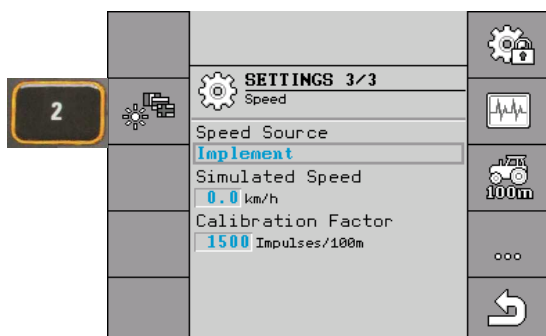 SETTINGS 3/3
Speed
2
Speed Source
Implement
Simulated Speed
0.0 km/h
Calibration Factor
1500 Impulses/100m
100m